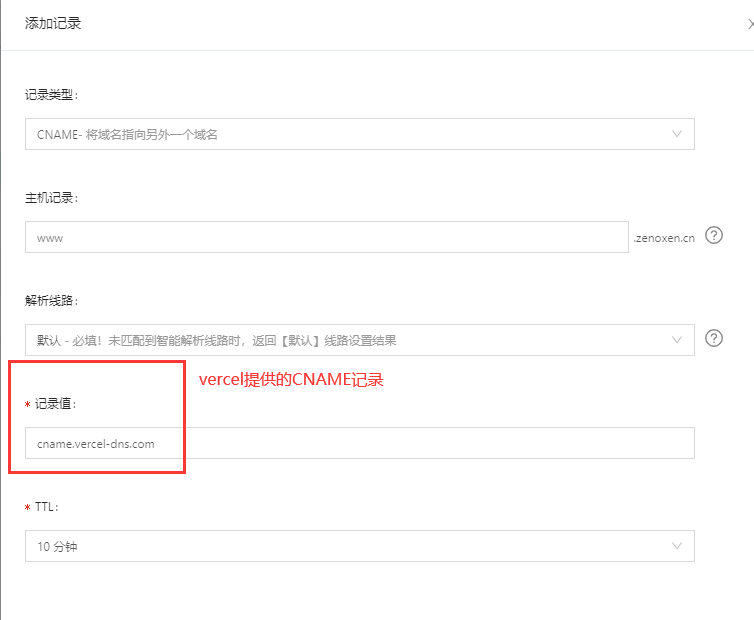 添加记录
记录类型:
CNAME- 将域名指向另外一个域名
主机记录:
www
.zenoxen.cn
?
解析线路:
默认 - 必填！未匹配到智能解析线路时，返回【默认】线路设置结果
?
vercel提供的CNAME记录
* 记录值:
cname.vercel-dns.com
* TTL:
10 分钟